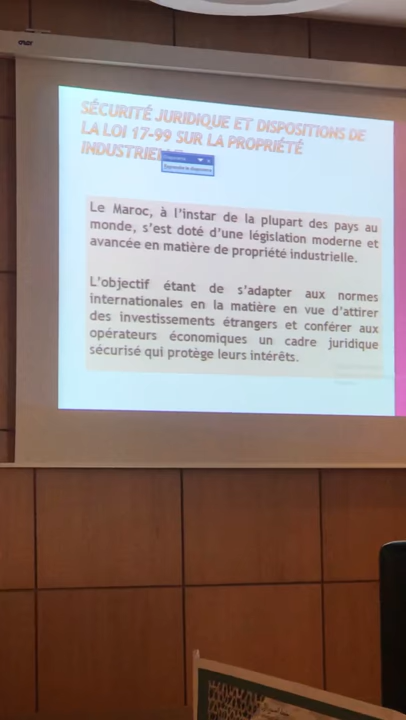 SÉCURITÉ JURIDIQUE ET DISPOSITIONS DE
LA LOI 17-99 SUR LA PROPRIÉTÉ
INDUSTRIE
Le Maroc, à l'instar de la plupart des pays au
monde, s'est doté d'une législation moderne et
avancée en matière de propriété industrielle.
L'objectif étant de s'adapter aux normes
internationales en la matière en vue d'attirer
des investissements étrangers et conférer aux
opérateurs économiques un cadre juridique
sécurisé qui protège leurs intérêts.